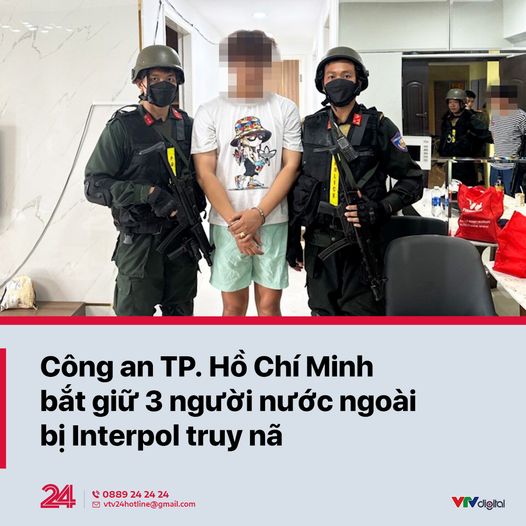 POLICE
Công an TP. Hồ Chí Minh
bắt giữ 3 người nước ngoài
bị Interpol truy nã
24
0889 24 24 24
vtv24hotline@gmail.com
VTVdigital